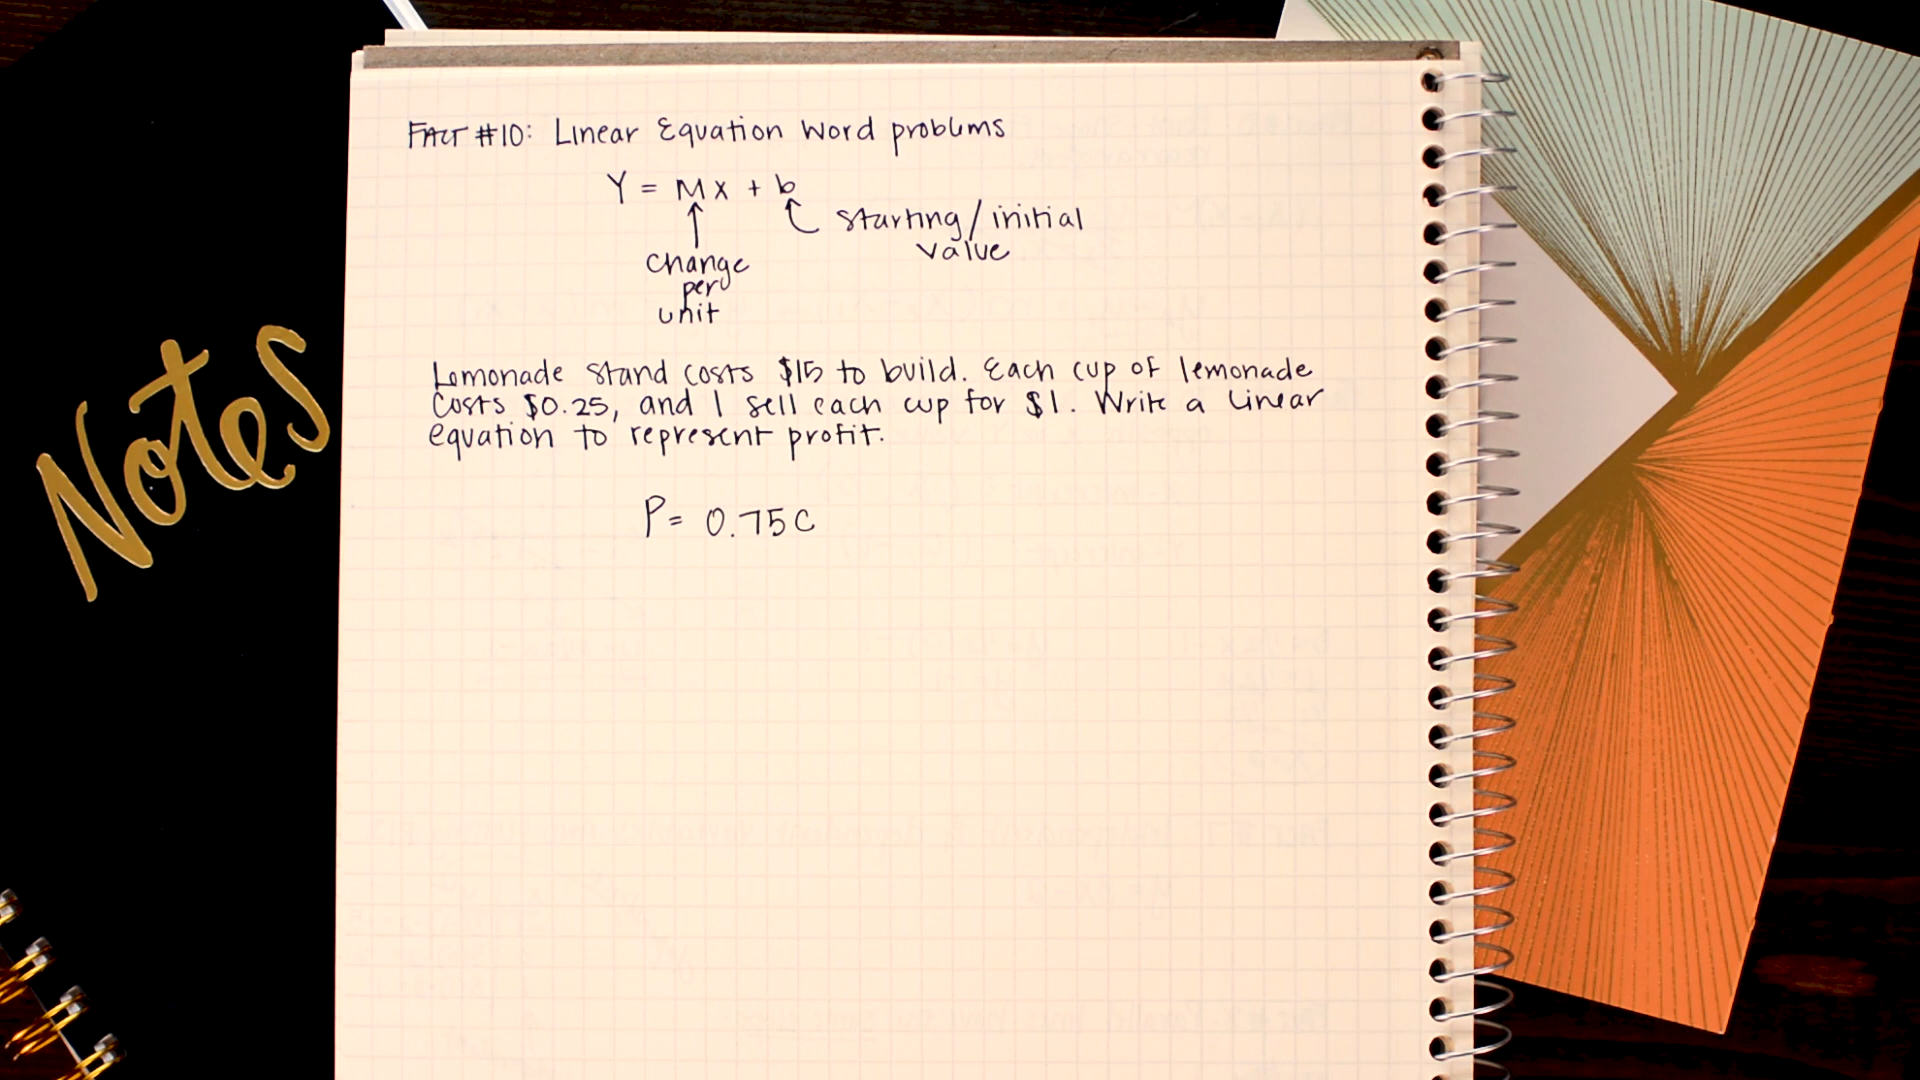 Notes
FACT #10: Linear Equation Word problems
Y = Mx + b
starting/initial
value
change
per
unit
Lemonade stand costs $15 to build. Each cup of lemonade
costs $0.25, and I sell each cup for $1. Write a linear
equation to represent profit.
P = 0.75C